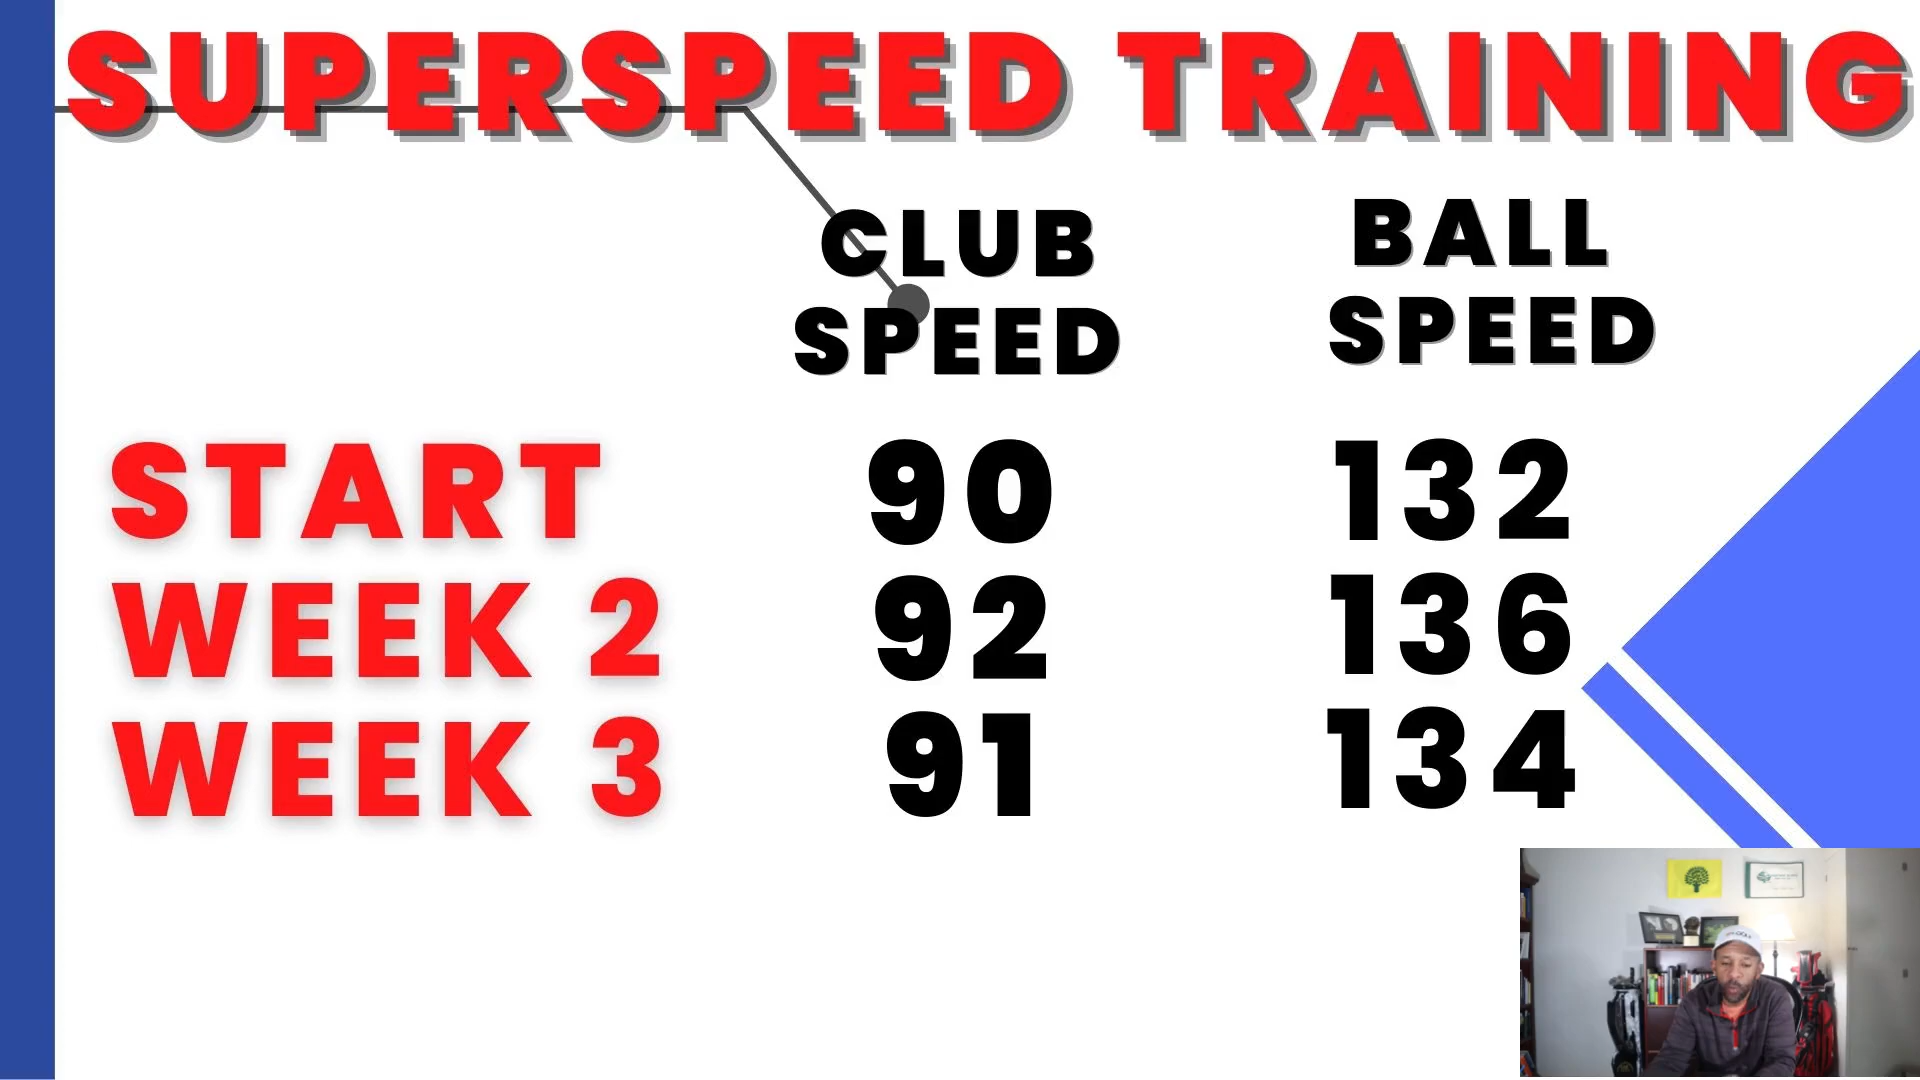 SUPERSPEED TRAINING
CLUB
SPEED
BALL
SPEED
START 90 132
WEEK 2 92 136
WEEK 3 91 134